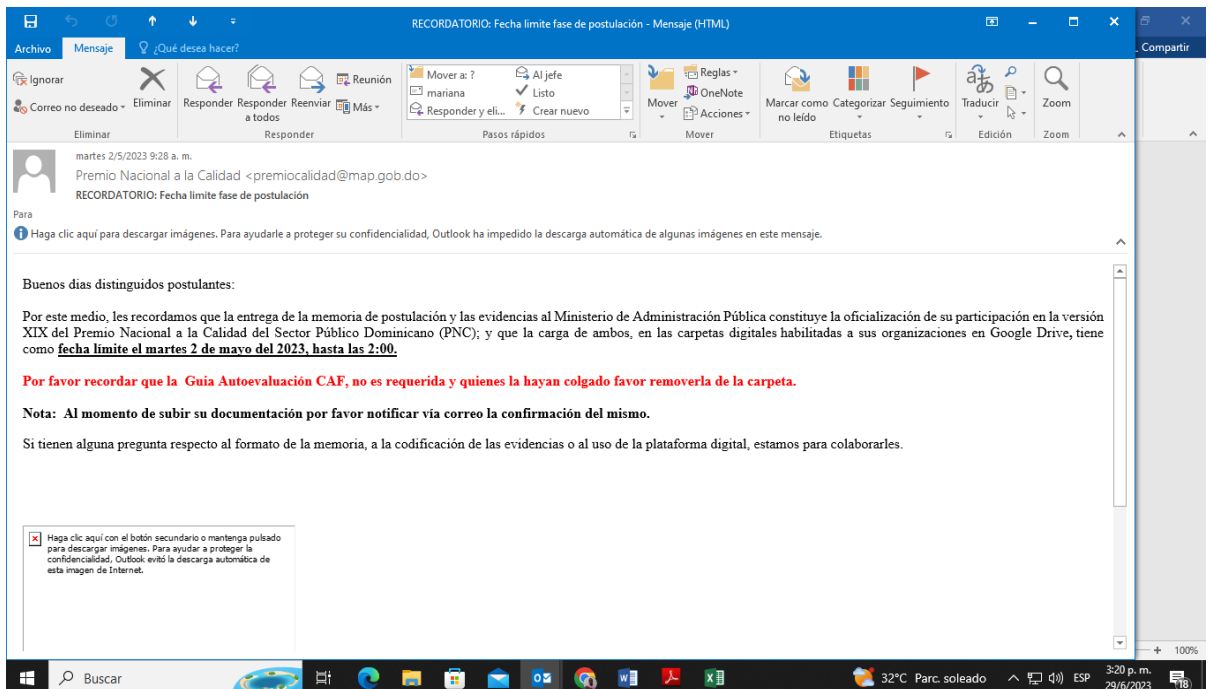 RECORDATORIO: Fecha limite fase de postulación - Mensaje (HTML)
Archivo Mensaje ¿Qué desea hacer? Compartir
Ignorar
Correo no deseado
Eliminar
Responder
Responder a todos
Reenviar
Reunión
Más
Mover a: ?
mariana
Responder y eli...
Al jefe
Listo
Crear nuevo
Mover
Reglas
OneNote
Acciones
Marcar como no leído
Categorizar
Seguimiento
Traducir
Zoom
Eliminar Responder Pasos rápidos Mover Etiquetas Edición Zoom
martes 2/5/2023 9:28 a. m.
Premio Nacional a la Calidad <premiocalidad@map.gob.do>
RECORDATORIO: Fecha limite fase de postulación
Para
Haga clic aquí para descargar imágenes. Para ayudarle a proteger su confidencialidad, Outlook ha impedido la descarga automática de algunas imágenes en este mensaje.
Buenos dias distinguidos postulantes:
Por este medio, les recordamos que la entrega de la memoria de postulación y las evidencias al Ministerio de Administración Pública constituye la oficialización de su participación en la versión
XIX del Premio Nacional a la Calidad del Sector Público Dominicano (PNC); y que la carga de ambos, en las carpetas digitales habilitadas a sus organizaciones en Google Drive, tiene
como fecha límite el martes 2 de mayo del 2023, hasta las 2:00.
Por favor recordar que la Guia Autoevaluación CAF, no es requerida y quienes la hayan colgado favor removerla de la carpeta.
Nota: Al momento de subir su documentación por favor notificar vía correo la confirmación del mismo.
Si tienen alguna pregunta respecto al formato de la memoria, a la codificación de las evidencias o al uso de la plataforma digital, estamos para colaborarles.
Haga clic aquí con el botón secundario o mantenga pulsado
para descargar imágenes. Para ayudar a proteger la
confidencialidad, Outlook evitó la descarga automática de
esta imagen de Internet.
100%
Buscar
32°C Parc. soleado
ESP
3:20 p. m.
29/6/2023
18